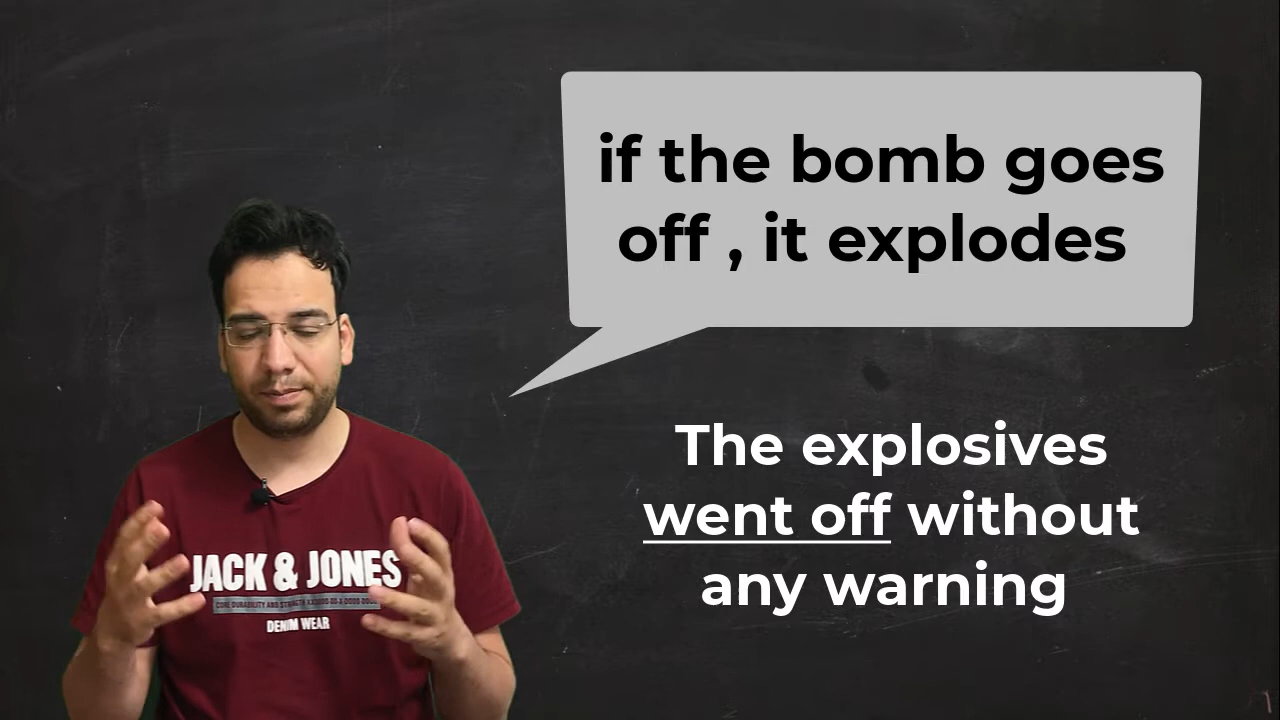 if the bomb goes
off , it explodes
The explosives
went off without
any warning
JACK & JONES
DENIM WEAR